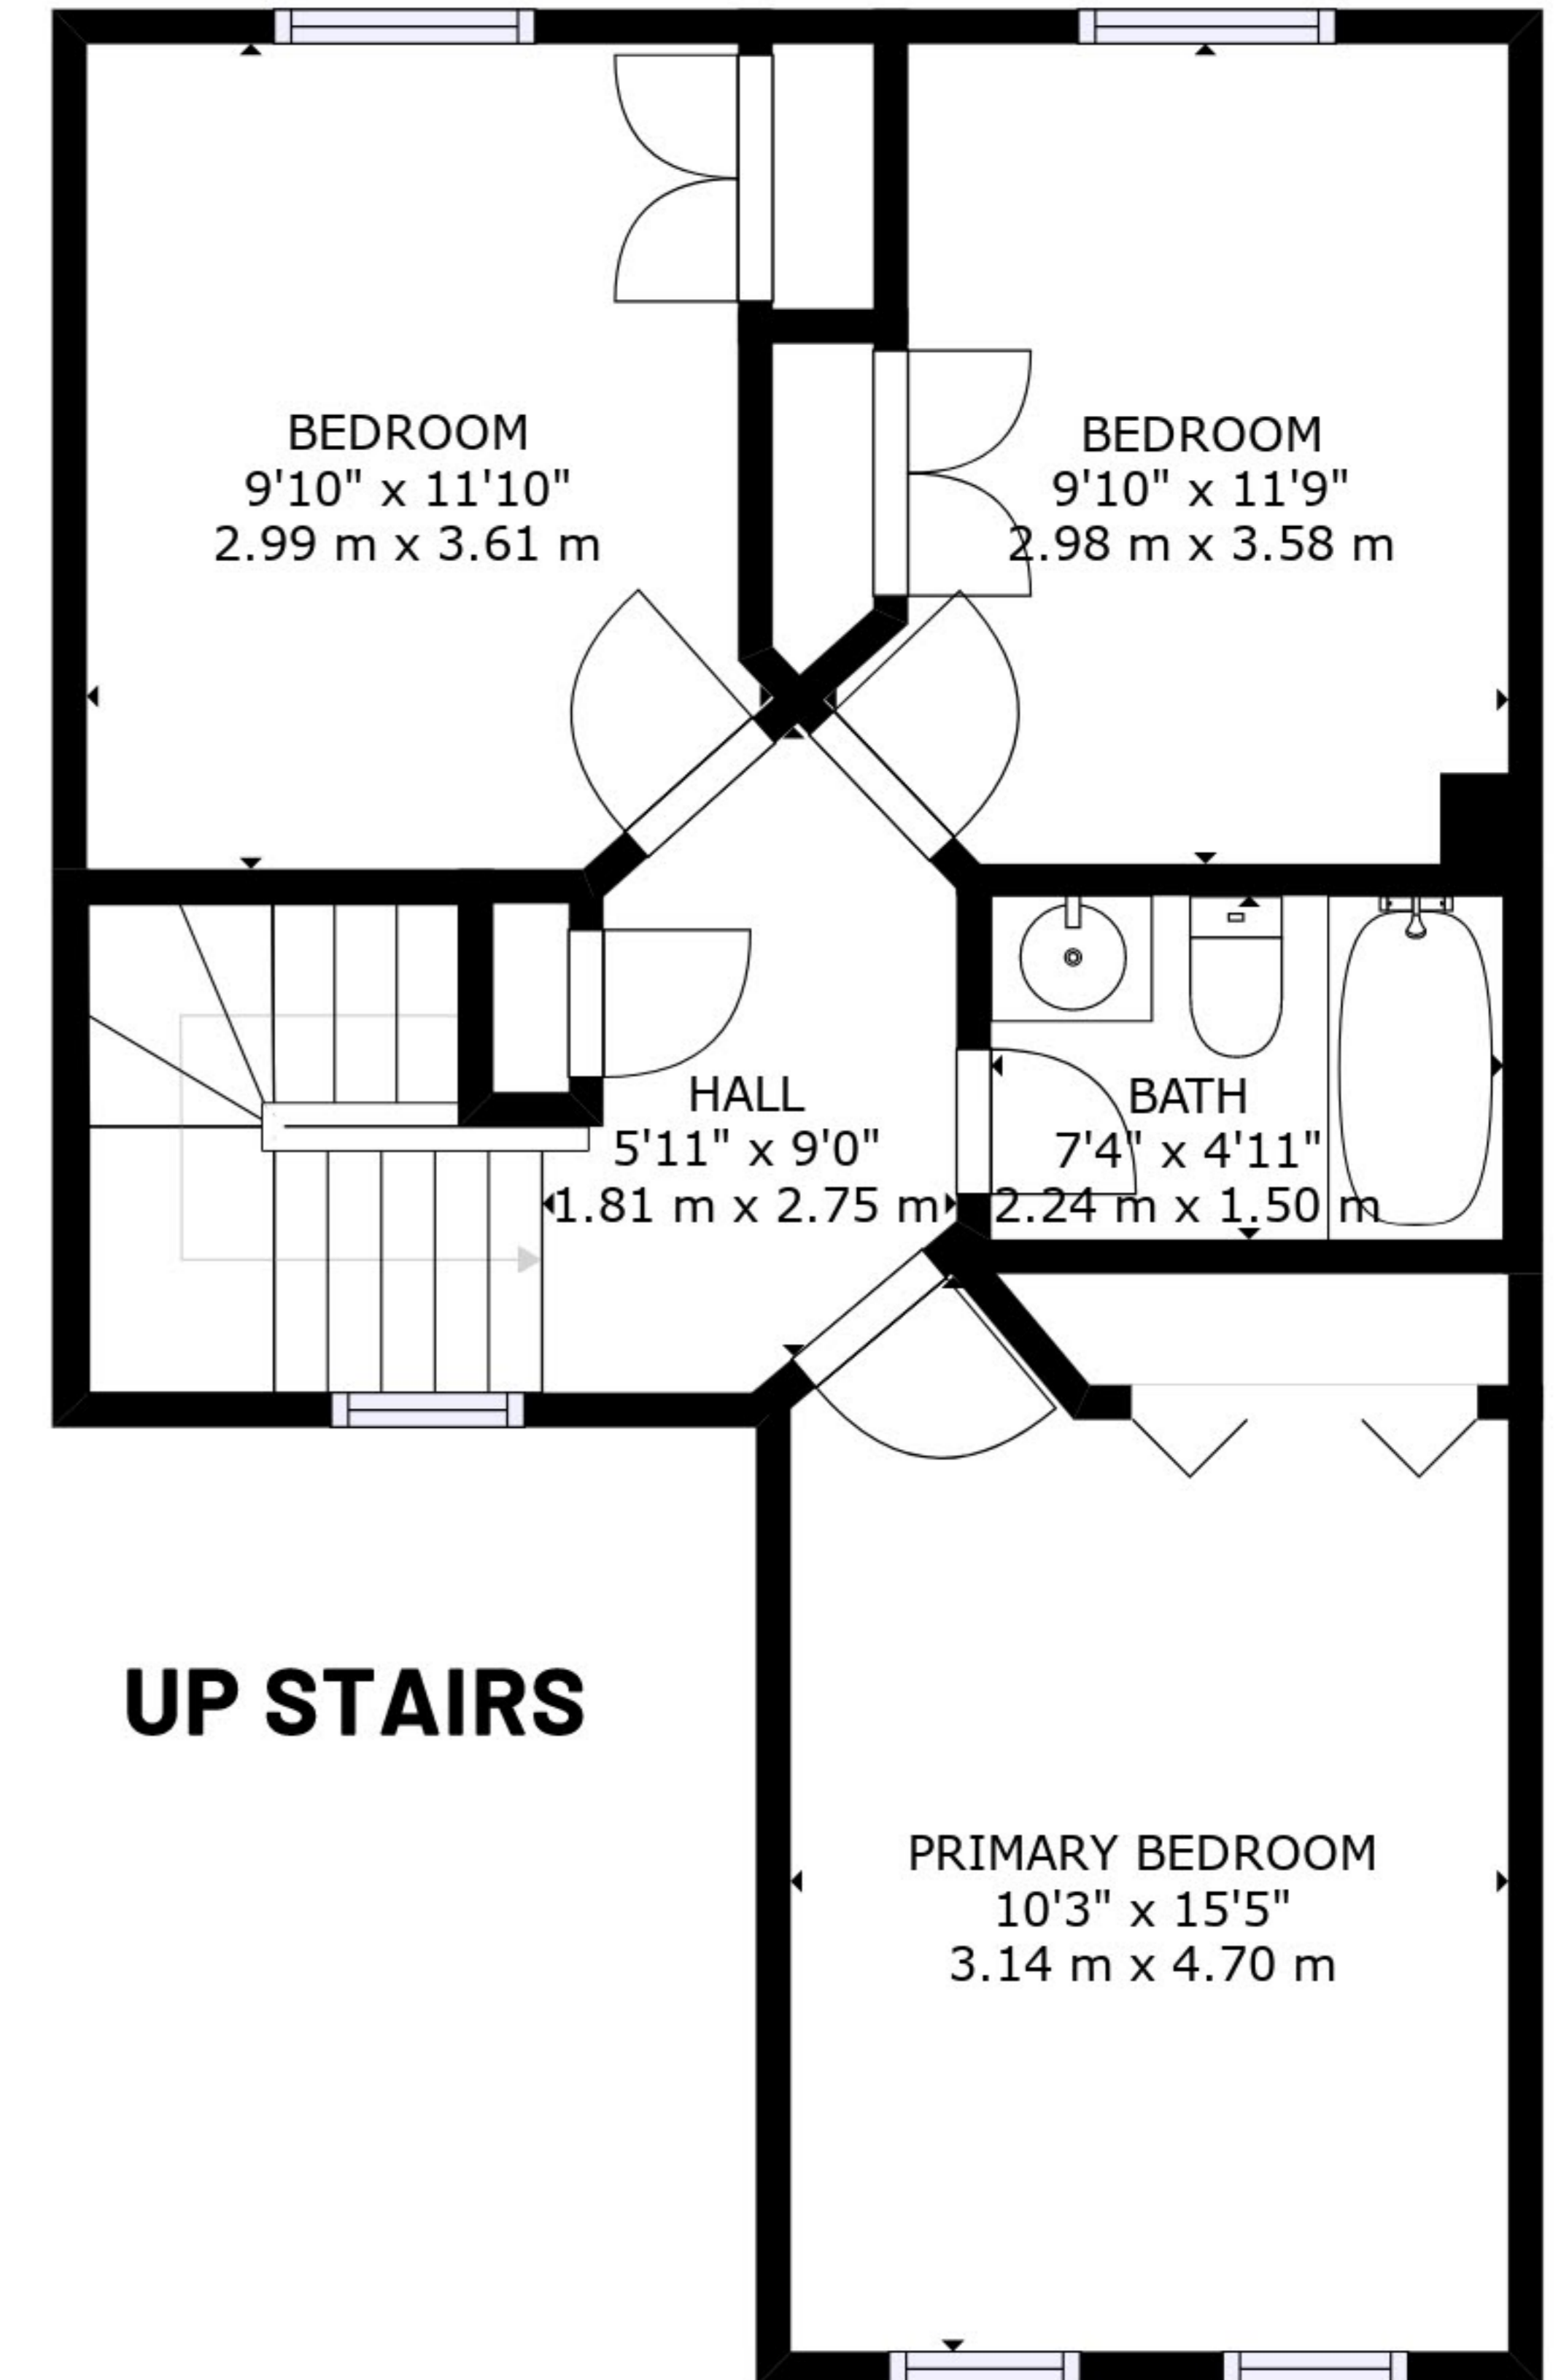 BEDROOM
9'10" x 11'10"
2.99 m x 3.61 m
BEDROOM
9'10" x 11'9"
2.98 m x 3.58 m
HALL
5'11" x 9'0"
1.81 m x 2.75 m
BATH
7'4" x 4'11"
2.24 m x 1.50 m
UP STAIRS
PRIMARY BEDROOM
10'3" x 15'5"
3.14 m x 4.70 m